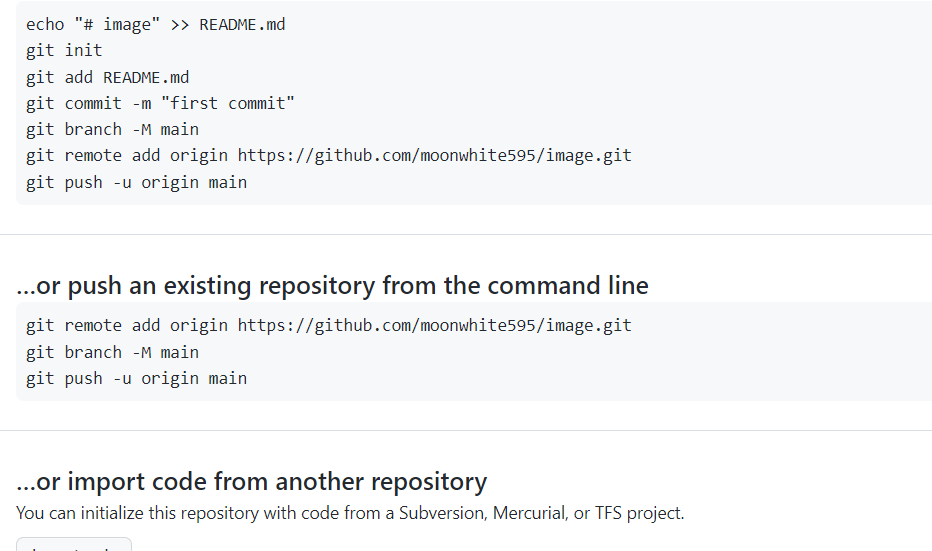 echo "# image" >> README.md
git init
git add README.md
git commit -m "first commit"
git branch -M main
git remote add origin https://github.com/moonwhite595/image.git
git push -u origin main
...or push an existing repository from the command line
git remote add origin https://github.com/moonwhite595/image.git
git branch -M main
git push -u origin main
...or import code from another repository
You can initialize this repository with code from a Subversion, Mercurial, or TFS project.